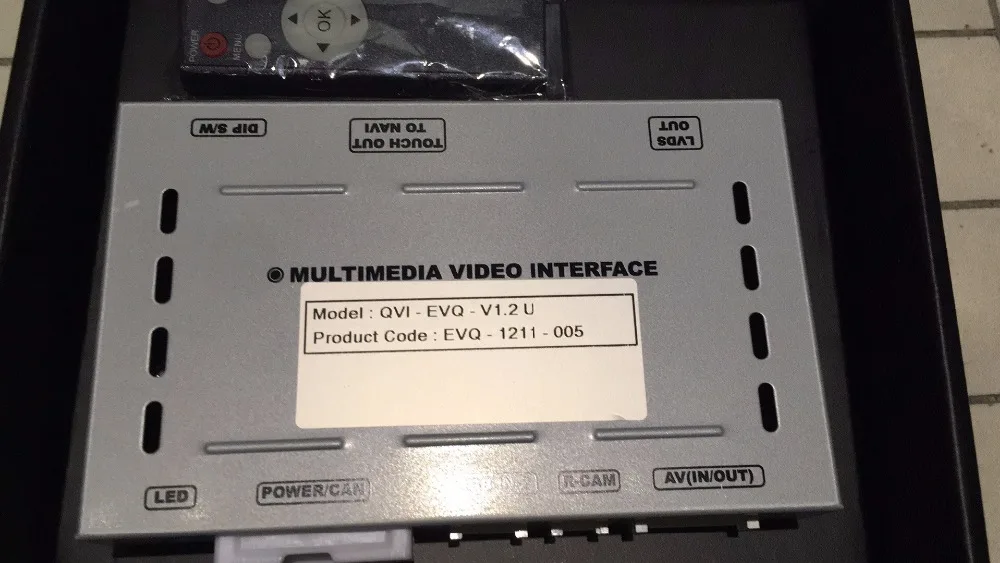 POWER
MENU
OK
DIP S/W
TOUCH OUT
TO NAVI
LVDS
OUT
MULTIMEDIA VIDEO INTERFACE
Model : QVI - EVQ - V1.2 U
Product Code : EVQ - 1211 - 005
LED
POWER/CAN
R-CAM
AV(IN/OUT)